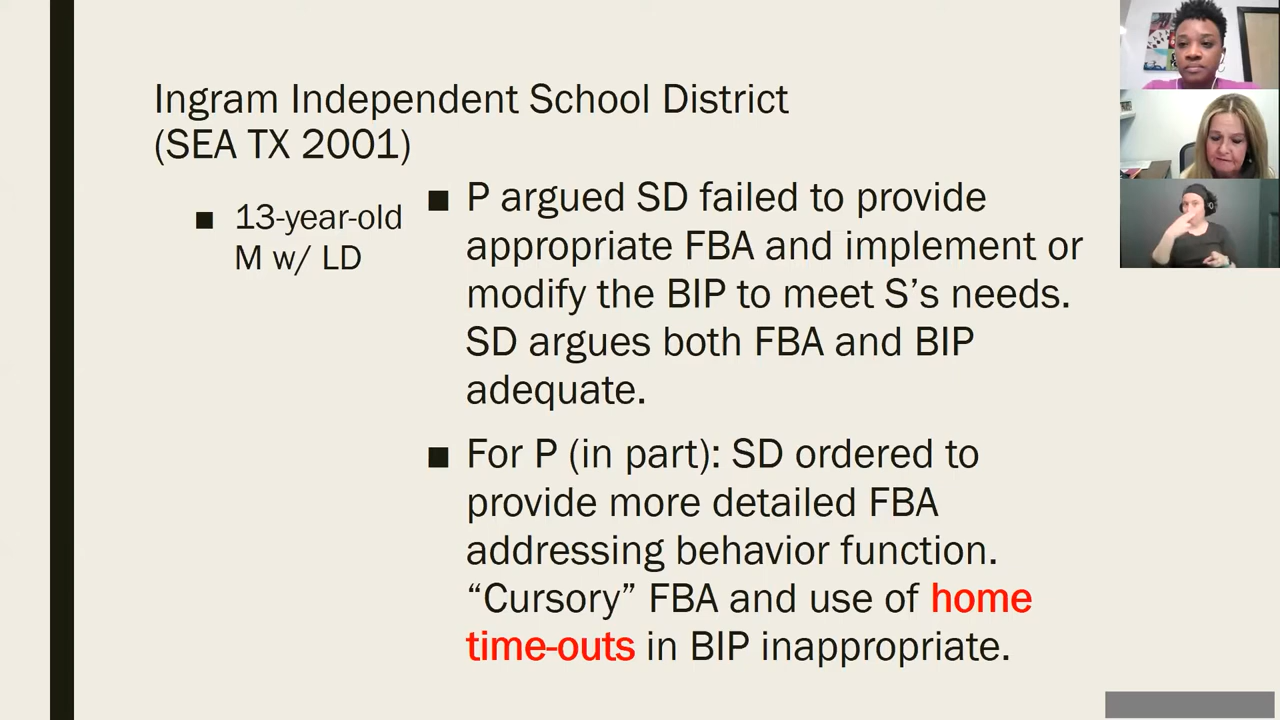 Ingram Independent School District
(SEA TX 2001)
■ 13-year-old
M w/ LD
■ P argued SD failed to provide
appropriate FBA and implement or
modify the BIP to meet S’s needs.
SD argues both FBA and BIP
adequate.
■ For P (in part): SD ordered to
provide more detailed FBA
addressing behavior function.
“Cursory” FBA and use of home
time-outs in BIP inappropriate.